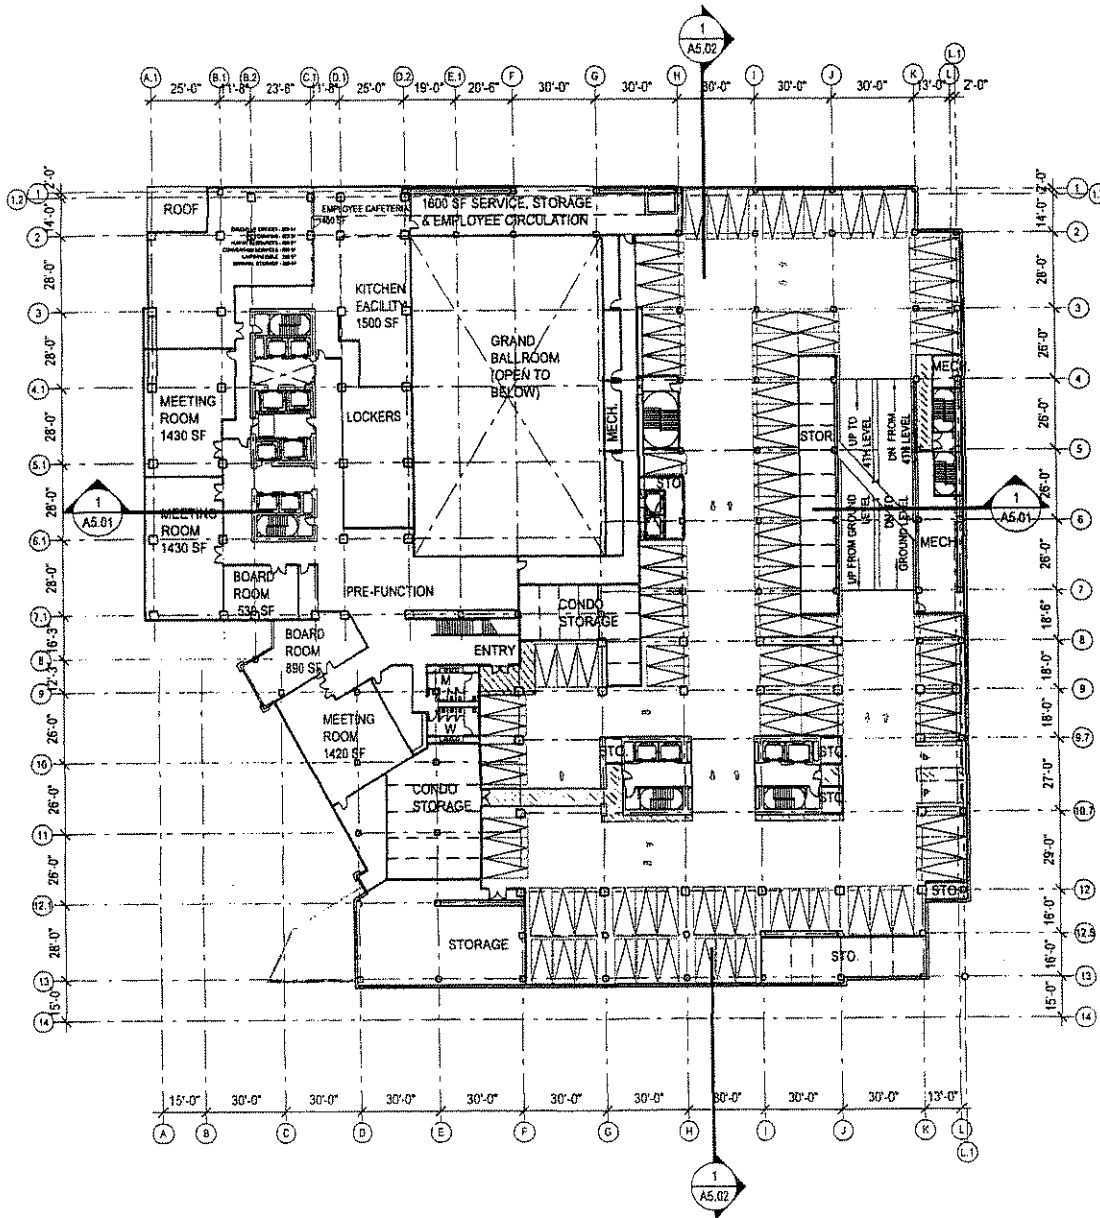 1
A5.02
A.1
B.1
B.2
C.1
D.1
D.2
E.1
F
G
H
I
J
K
L
L.1
25'-0"
23'-6"
25'-0"
19'-0"
20'-6"
30'-0"
30'-0"
30'-0"
30'-0"
30'-0"
13'-0"
2'-0"
1.2
1
2
3
4.1
5.1
6.1
7.1
8
9
10
11
12.1
13
14
2'-0"
14'-0"
28'-0"
28'-0"
28'-0"
28'-0"
28'-0"
16'-3"
12'-3"
26'-0"
26'-0"
26'-0"
28'-0"
15'-0"
ROOF
EMPLOYEE CAFETERIA
1600 SF SERVICE, STORAGE
& EMPLOYEE CIRCULATION
KITCHEN
FACILITY
1500 SF
GRAND
BALLROOM
(OPEN TO
BELOW)
MEETING
ROOM
1430 SF
LOCKERS
MECH.
STOR.
UP TO
4TH LEVEL
DN FROM
4TH LEVEL
MECH.
STO.
1
A5.01
MEETING
ROOM
1430 SF
UP FROM GROUND
LEVEL
DN TO
GROUND LEVEL
MECH.
1
A5.01
BOARD
ROOM
530 SF
PRE-FUNCTION
CONDO
STORAGE
BOARD
ROOM
890 SF
ENTRY
M
W
MEETING
ROOM
1420 SF
STO.
STO.
STO.
CONDO
STORAGE
STO.
STORAGE
STO.
1
2
3
4
5
6
7
8
9
9.7
10.7
12
12.5
13
14
2'-0"
14'-0"
28'-0"
26'-0"
26'-0"
26'-0"
26'-0"
18'-6"
18'-0"
18'-0"
27'-0"
29'-0"
16'-0"
16'-0"
15'-0"
15'-0"
30'-0"
30'-0"
30'-0"
30'-0"
30'-0"
30'-0"
30'-0"
30'-0"
13'-0"
A
B
C
D
E
F
G
H
I
J
K
L
L.1
1
A5.02